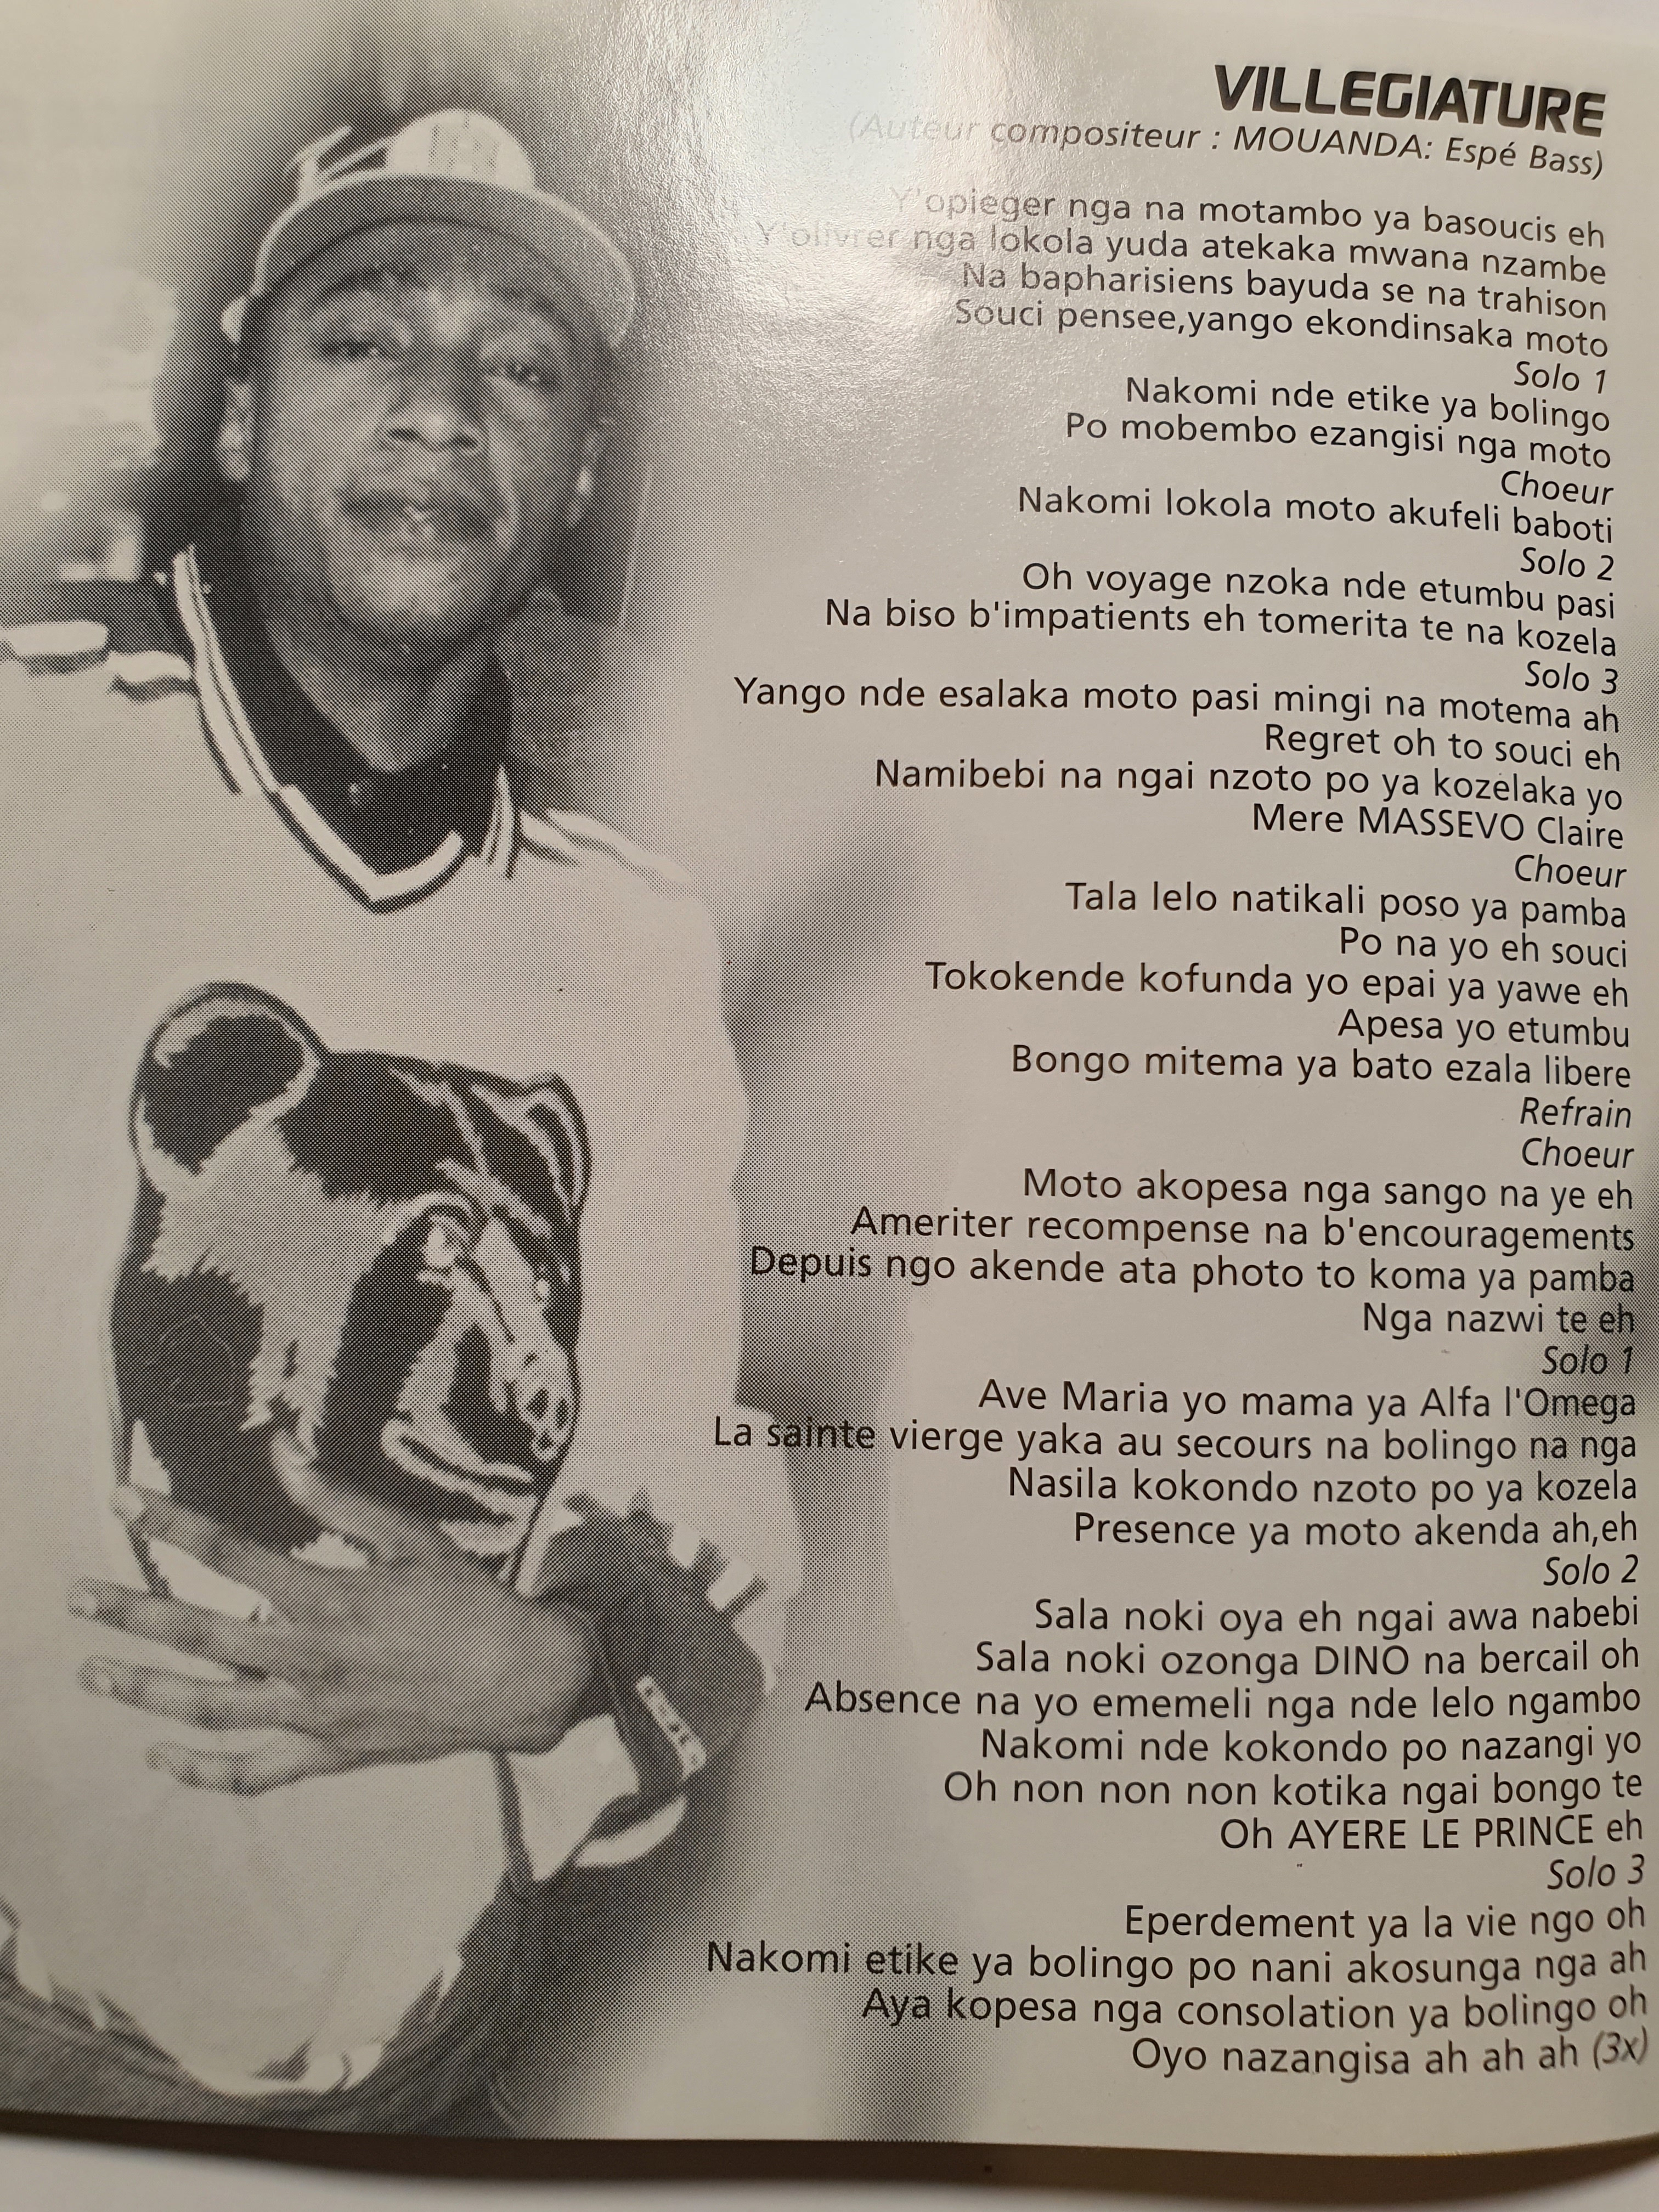 VILLEGIATURE
(Auteur compositeur : MOUANDA: Espé Bass)
Y'opieger nga na motambo ya basoucis eh
Y'olivrer nga lokola yuda atekaka mwana nzambe
Na bapharisiens bayuda se na trahison
Souci pensee,yango ekondinsaka moto
Solo 1
Nakomi nde etike ya bolingo
Po mobembo ezangisi nga moto
Choeur
Nakomi lokola moto akufeli baboti
Solo 2
Oh voyage nzoka nde etumbu pasi
Na biso b'impatients eh tomerita te na kozela
Solo 3
Yango nde esalaka moto pasi mingi na motema ah
Regret oh to souci eh
Namibebi na ngai nzoto po ya kozelaka yo
Mere MASSEVO Claire
Choeur
Tala lelo natikali poso ya pamba
Po na yo eh souci
Tokokende kofunda yo epai ya yawe eh
Apesa yo etumbu
Bongo mitema ya bato ezala libere
Refrain
Choeur
Moto akopesa nga sango na ye eh
Ameriter recompense na b'encouragements
Depuis ngo akende ata photo to koma ya pamba
Nga nazwi te eh
Solo 1
Ave Maria yo mama ya Alfa l'Omega
La sainte vierge yaka au secours na bolingo na nga
Nasila kokondo nzoto po ya kozela
Presence ya moto akenda ah,eh
Solo 2
Sala noki oya eh ngai awa nabebi
Sala noki ozonga DINO na bercail oh
Absence na yo ememeli nga nde lelo ngambo
Nakomi nde kokondo po nazangi yo
Oh non non non kotika ngai bongo te
Oh AYERE LE PRINCE eh
Solo 3
Eperdement ya la vie ngo oh
Nakomi etike ya bolingo po nani akosunga nga ah
Aya kopesa nga consolation ya bolingo oh
Oyo nazangisa ah ah ah (3x)